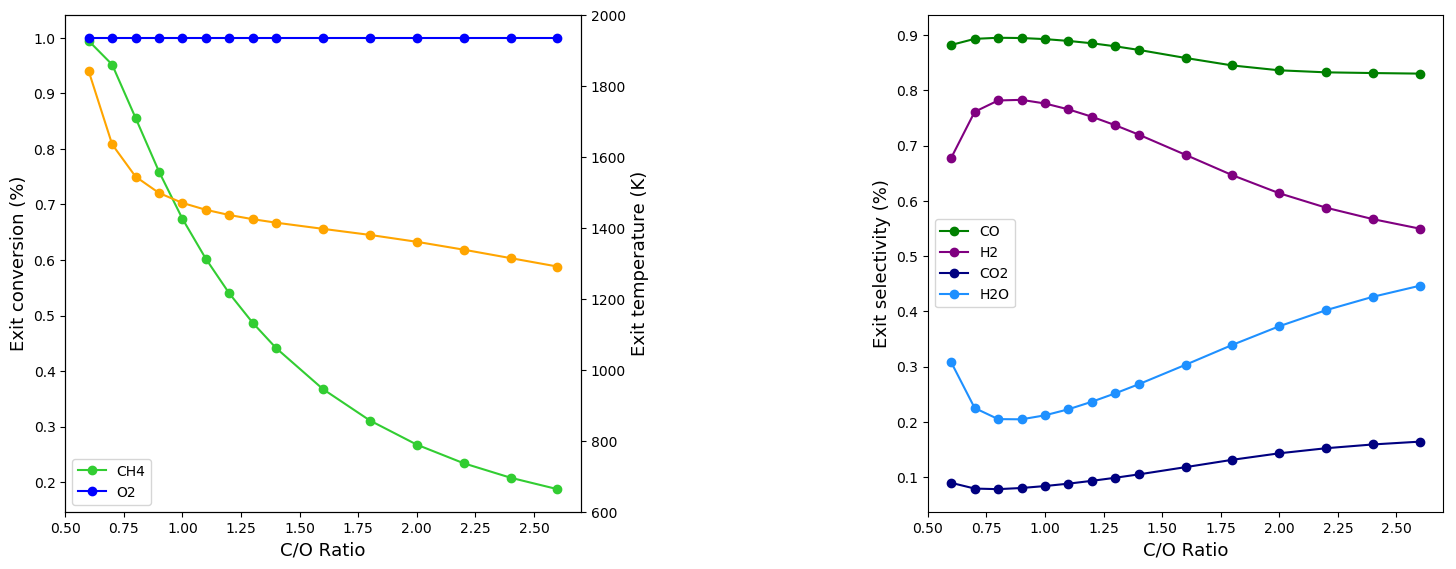 Exit conversion (%)
1.0
0.9
0.8
0.7
0.6
0.5
0.4
0.3
0.2
CH4
O2
0.50 0.75 1.00 1.25 1.50 1.75 2.00 2.25 2.50
C/O Ratio
2000
1800
1600
1400
1200
1000
800
600
Exit temperature (K)
Exit selectivity (%)
0.9
0.8
0.7
0.6
0.5
0.4
0.3
0.2
0.1
CO
H2
CO2
H2O
0.50 0.75 1.00 1.25 1.50 1.75 2.00 2.25 2.50
C/O Ratio